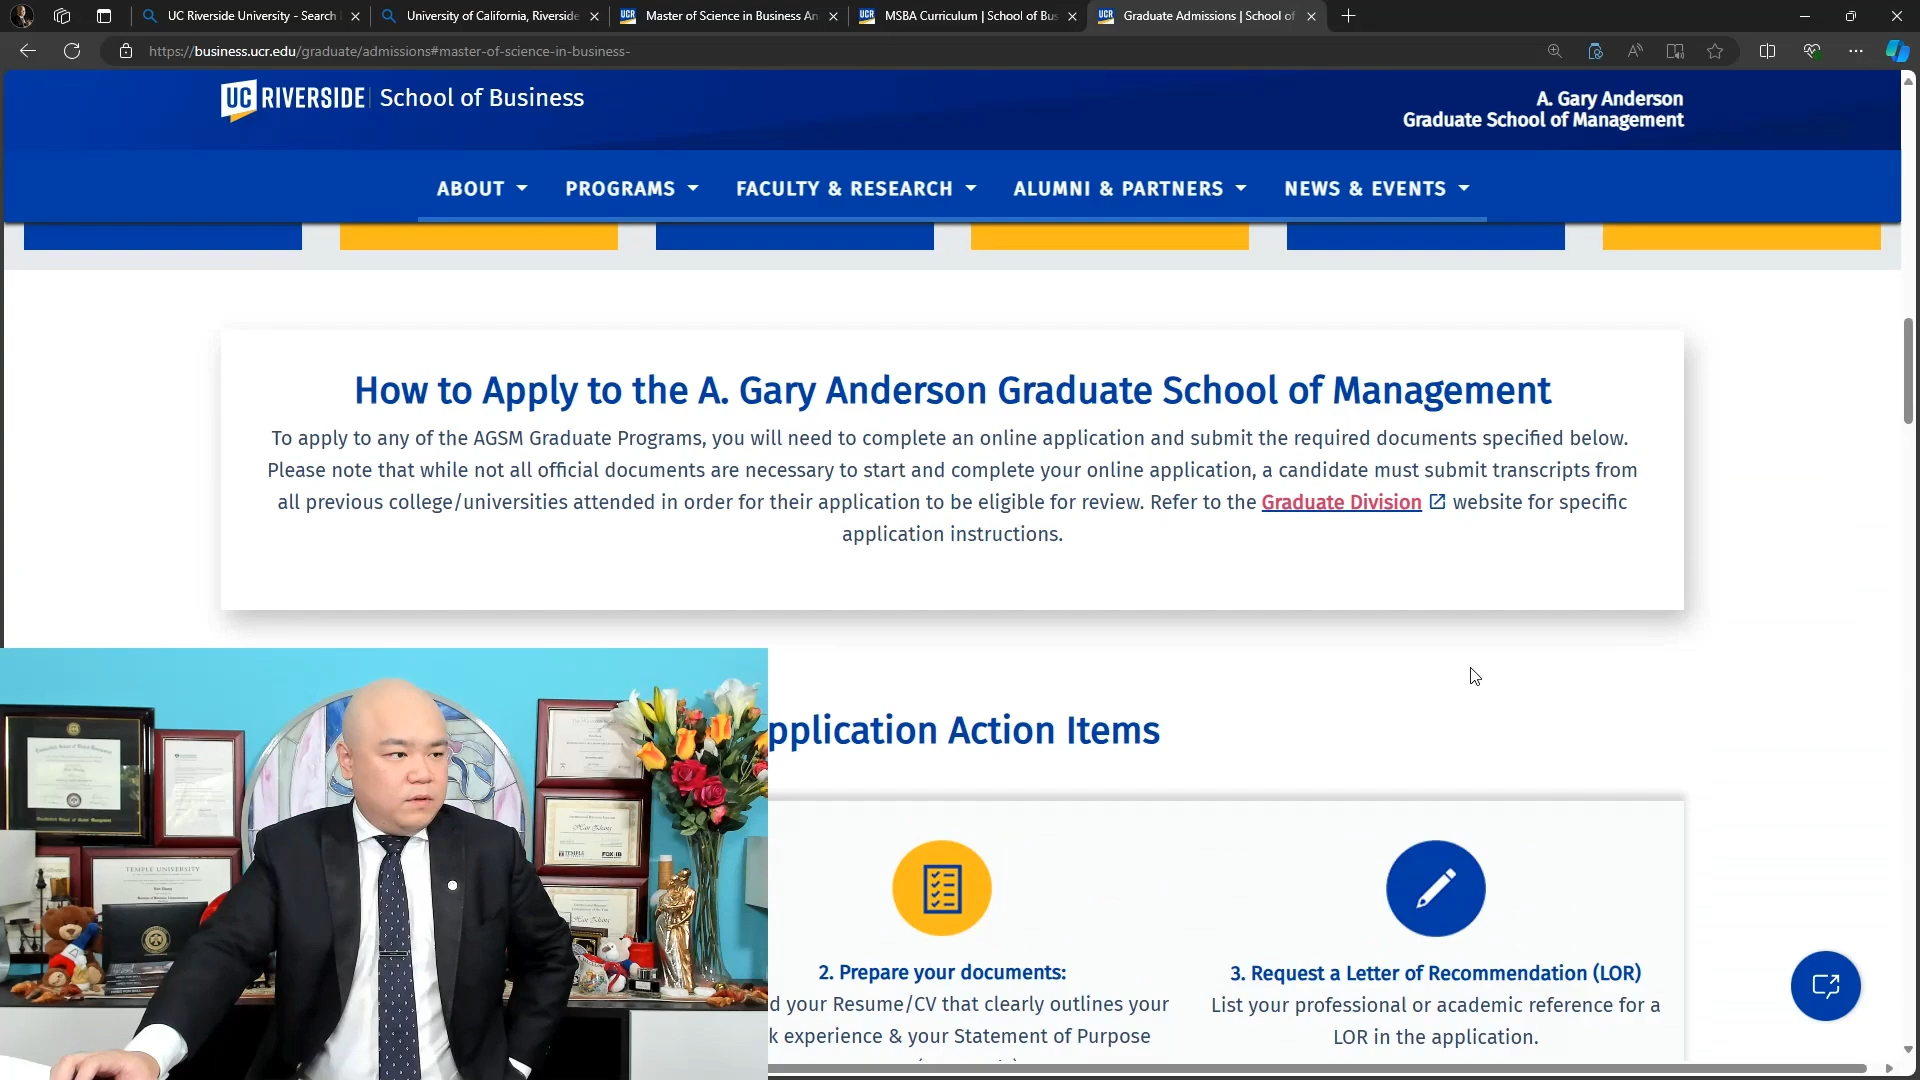 UC Riverside University - Search
University of California, Riverside
Master of Science in Business An
MSBA Curriculum | School of Bus
Graduate Admissions | School of
https://business.ucr.edu/graduate/admissions#master-of-science-in-business-
UC RIVERSIDE School of Business
A. Gary Anderson
Graduate School of Management
ABOUT PROGRAMS FACULTY & RESEARCH ALUMNI & PARTNERS NEWS & EVENTS
How to Apply to the A. Gary Anderson Graduate School of Management
To apply to any of the AGSM Graduate Programs, you will need to complete an online application and submit the required documents specified below.
Please note that while not all official documents are necessary to start and complete your online application, a candidate must submit transcripts from
all previous college/universities attended in order for their application to be eligible for review. Refer to the Graduate Division website for specific
application instructions.
pplication Action Items
2. Prepare your documents:
d your Resume/CV that clearly outlines your
k experience & your Statement of Purpose
3. Request a Letter of Recommendation (LOR)
List your professional or academic reference for a
LOR in the application.
TEMPLE UNIVERSITY
Han Zhang
TEMPLE FOX-IB
Han Zhang